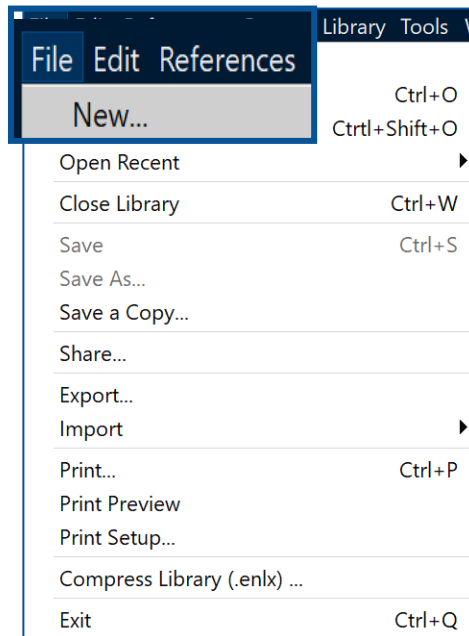 Library Tools
File Edit References
New...
Ctrl+O
Ctrtl+Shift+O
Open Recent
Close Library Ctrl+W
Save Ctrl+S
Save As...
Save a Copy...
Share...
Export...
Import
Print... Ctrl+P
Print Preview
Print Setup...
Compress Library (.enlx) ...
Exit Ctrl+Q